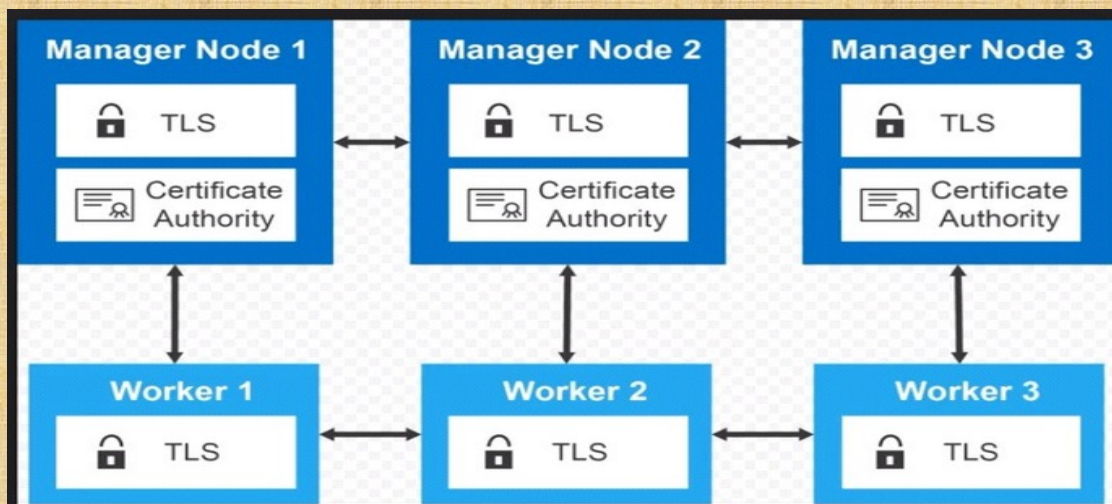 Manager Node 1
TLS
Certificate
Authority
Manager Node 2
TLS
Certificate
Authority
Manager Node 3
TLS
Certificate
Authority
Worker 1
TLS
Worker 2
TLS
Worker 3
TLS